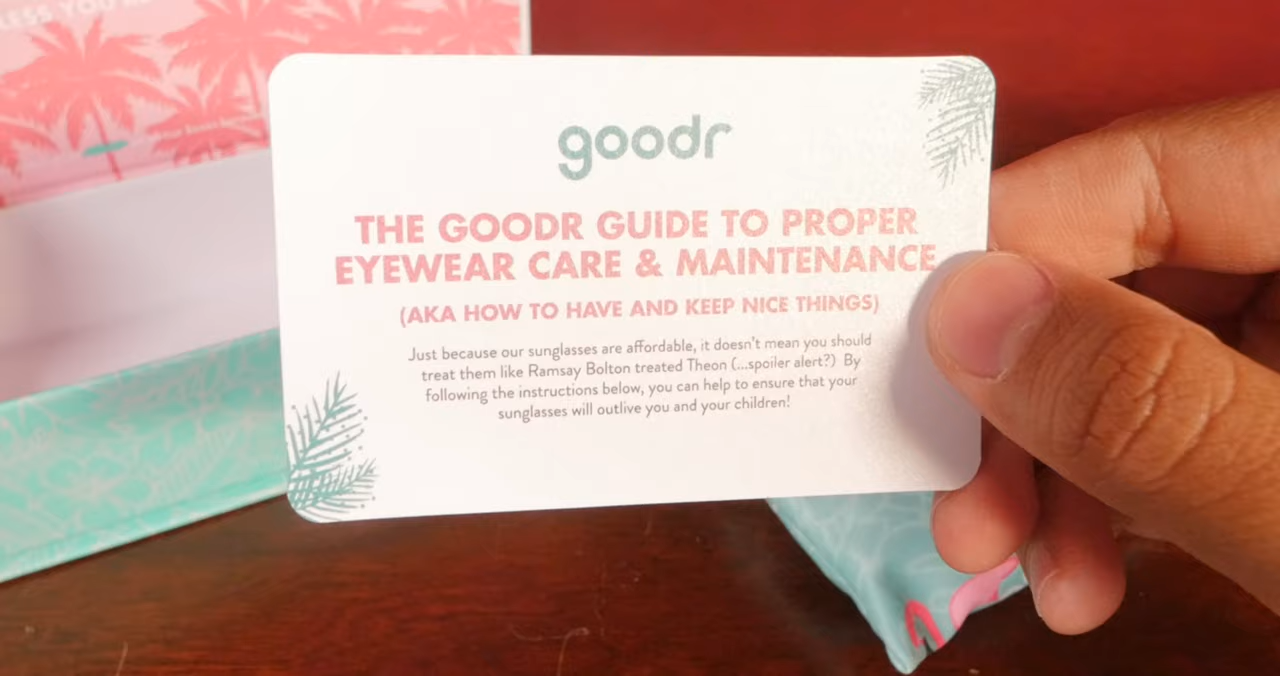 LESS YOU
goodr
THE GOODR GUIDE TO PROPER
EYEWEAR CARE & MAINTENANCE
(AKA HOW TO HAVE AND KEEP NICE THINGS)
Just because our sunglasses are affordable, it doesn't mean you should
treat them like Ramsay Bolton treated Theon (...spoiler alert?) By
following the instructions below, you can help to ensure that your
sunglasses will outlive you and your children!